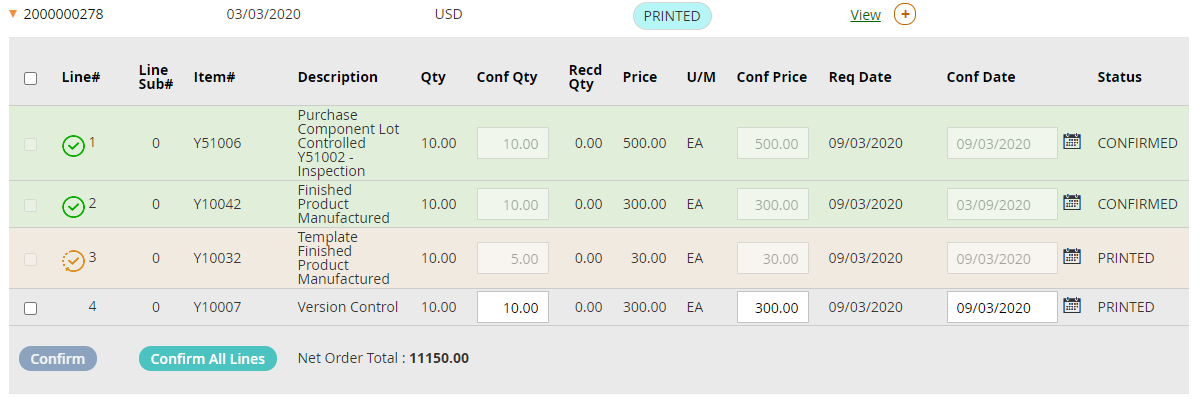 2000000278 03/03/2020 USD PRINTED View
Line# Line Sub# Item# Description Qty Conf Qty Recd Qty Price U/M Conf Price Req Date Conf Date Status
1 0 Y51006 Purchase Component Lot Controlled Y51002 - Inspection 10.00 10.00 0.00 500.00 EA 500.00 09/03/2020 09/03/2020 CONFIRMED
2 0 Y10042 Finished Product Manufactured 10.00 10.00 0.00 300.00 EA 300.00 09/03/2020 03/09/2020 CONFIRMED
3 0 Y10032 Template Finished Product Manufactured 10.00 5.00 0.00 30.00 EA 30.00 09/03/2020 09/03/2020 PRINTED
4 0 Y10007 Version Control 10.00 10.00 0.00 300.00 EA 300.00 09/03/2020 09/03/2020 PRINTED
Confirm Confirm All Lines Net Order Total : 11150.00